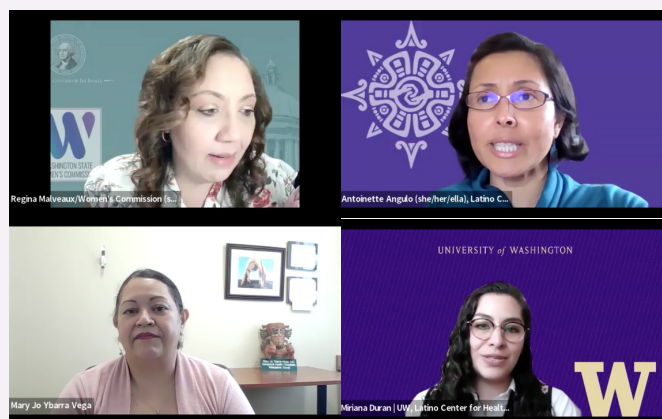 W
WASHINGTON STATE
WOMEN'S COMMISS
Regina Malveaux/Women's Commission (s...
Antoinette Angulo (she/her/ella), Latino C...
Mary Jo Ybarra Vega
UNIVERSITY of WASHINGTON
W
Miriana Duran | UW, Latino Center for Healt...